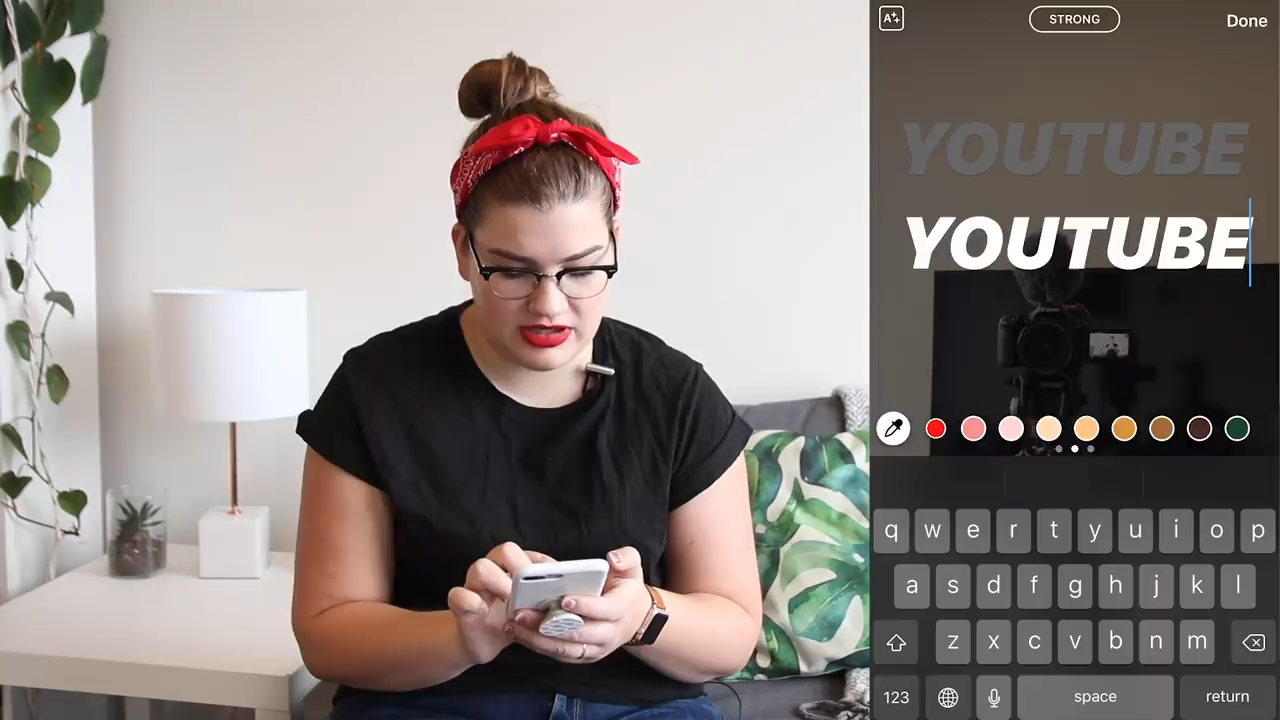 A
STRONG
Done
YOUTUBE
YOUTUBE
q w e r t y u i o p
a s d f g h j k l
z x c v b n m
123
space
return